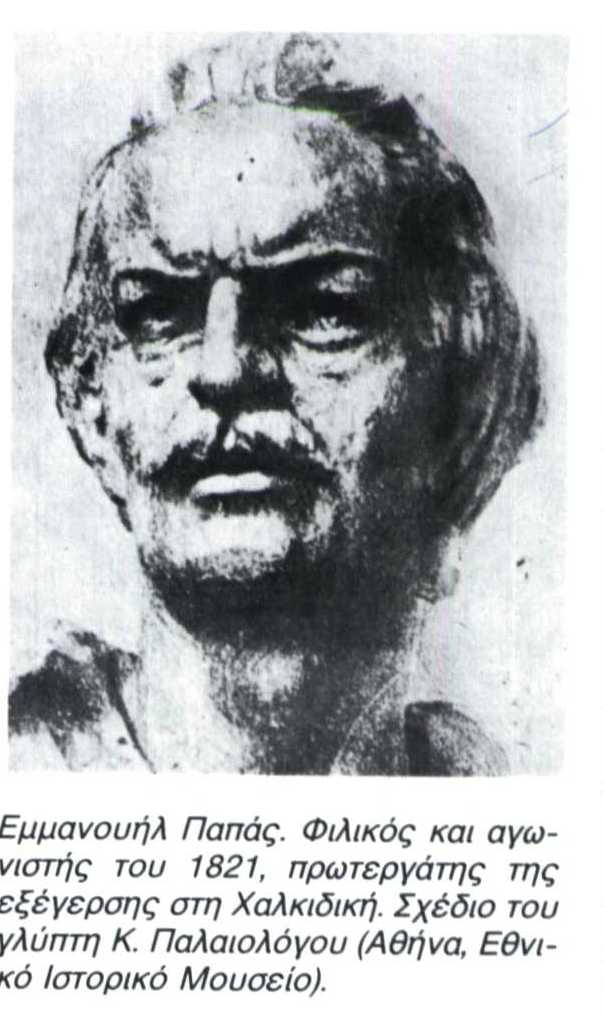 Εμμανουήλ Παπάς. Φιλικός και αγω-
νιστής του 1821, πρωτεργάτης της
εξέγερσης στη Χαλκιδική. Σχέδιο του
γλύπτη Κ. Παλαιολόγου (Αθήνα, Εθνι-
κό Ιστορικό Μουσείο).